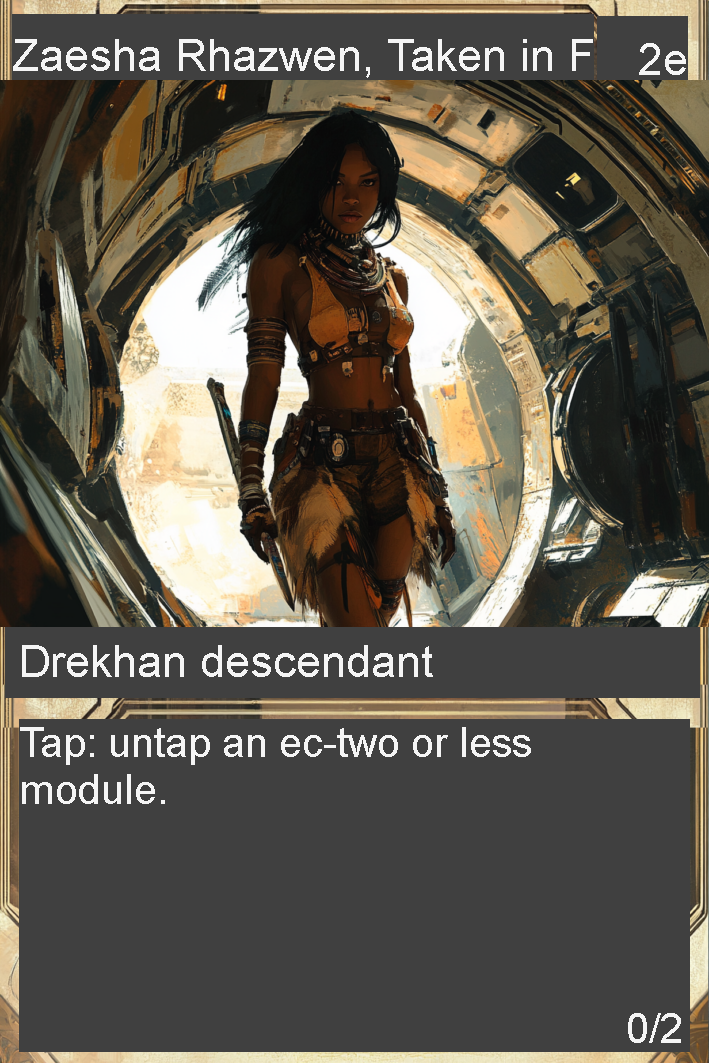 Zaesha Rhazwen, Taken in F
2e
Drekhan descendant
Tap: untap an ec-two or less
module.
0/2